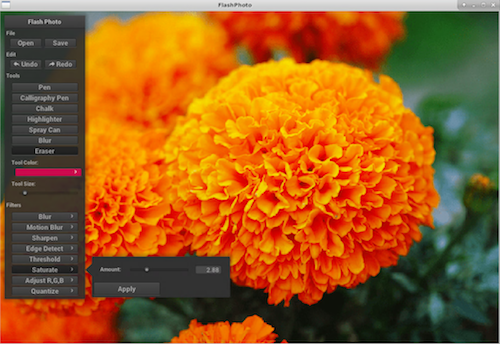 FlashPhoto
Flash Photo
File
Open Save
Edit
Undo Redo
Tools
Pen
Calligraphy Pen
Chalk
Highlighter
Spray Can
Blur
Eraser
Tool Color:
Tool Size:
Filters
Blur
Motion Blur
Sharpen
Edge Detect
Threshold
Saturate
Adjust R,G,B
Quantize
Amount: 2.88
Apply